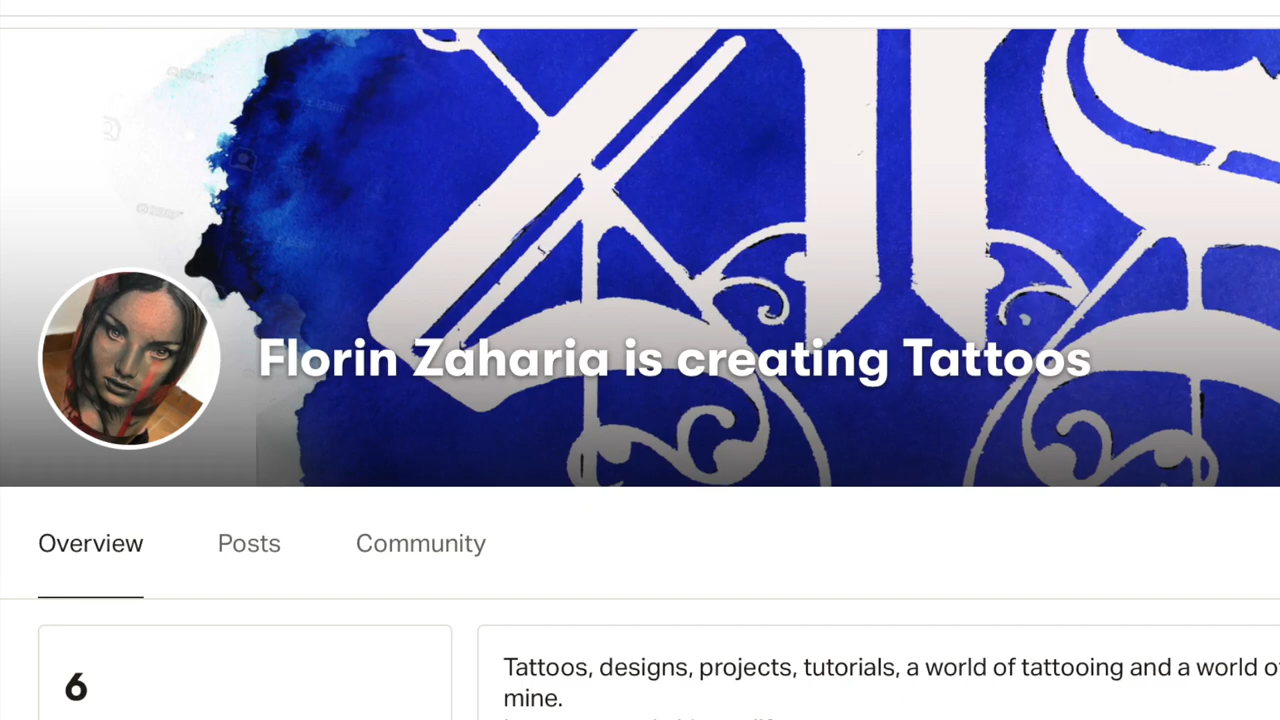 Florin Zaharia is creating Tattoos
Overview
Posts
Community
6
Tattoos, designs, projects, tutorials, a world of tattooing and a world
mine.